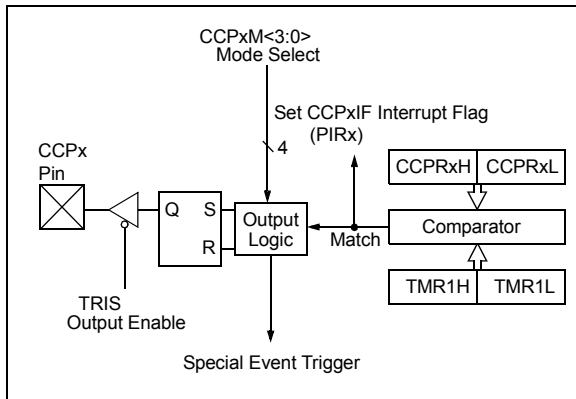 CCPxM<3:0>
Mode Select
Set CCPxIF Interrupt Flag
(PIRx)
4
CCPx
Pin
CCPRxH CCPRxL
Q S
R
Output
Logic
Match
Comparator
TRIS
Output Enable
TMR1H TMR1L
Special Event Trigger